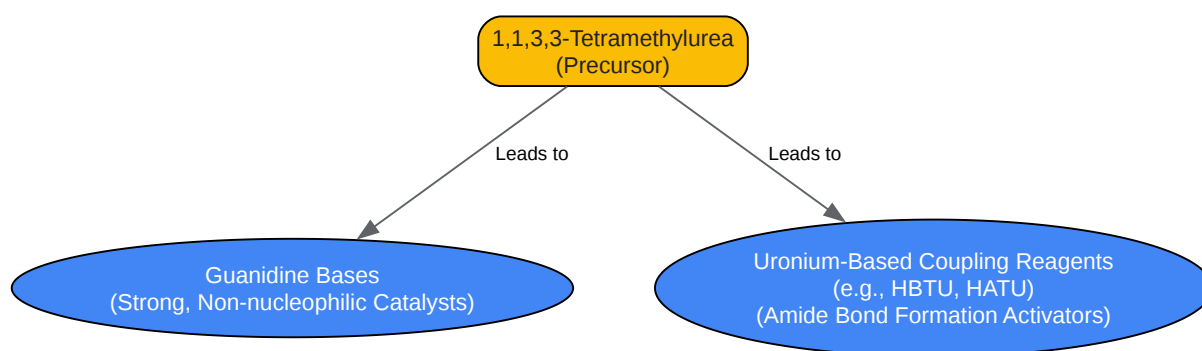 1,1,3,3-Tetramethylurea
(Precursor)
Leads to
Leads to
Guanidine Bases
(Strong, Non-nucleophilic Catalysts)
Uronium-Based Coupling Reagents
(e.g., HBTU, HATU)
(Amide Bond Formation Activators)